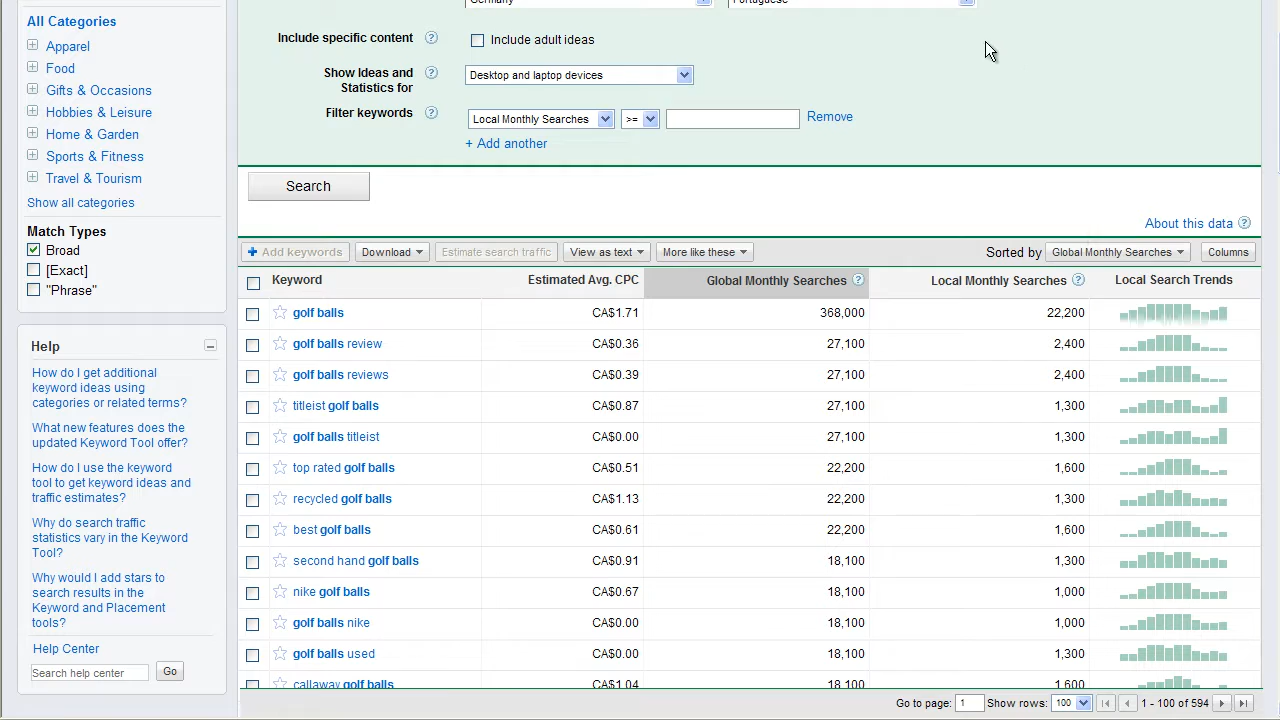 Germany
Portuguese
All Categories
Apparel
Food
Gifts & Occasions
Hobbies & Leisure
Home & Garden
Sports & Fitness
Travel & Tourism
Show all categories
Match Types
Broad
[Exact]
"Phrase"
Help
How do I get additional
keyword ideas using
categories or related terms?
What new features does the
updated Keyword Tool offer?
How do I use the keyword
tool to get keyword ideas and
traffic estimates?
Why do search traffic
statistics vary in the Keyword
Tool?
Why would I add stars to
search results in the
Keyword and Placement
tools?
Help Center
Search help center Go
Include specific content ? Include adult ideas
Show Ideas and
Statistics for ? Desktop and laptop devices
Filter keywords ? Local Monthly Searches >= Remove
+ Add another
Search
About this data ?
+ Add keywords Download Estimate search traffic View as text More like these Sorted by Global Monthly Searches Columns
Keyword Estimated Avg. CPC Global Monthly Searches ? Local Monthly Searches ? Local Search Trends
golf balls CA$1.71 368,000 22,200
golf balls review CA$0.36 27,100 2,400
golf balls reviews CA$0.39 27,100 2,400
titleist golf balls CA$0.87 27,100 1,300
golf balls titleist CA$0.00 27,100 1,300
top rated golf balls CA$0.51 22,200 1,600
recycled golf balls CA$1.13 22,200 1,300
best golf balls CA$0.61 22,200 1,600
second hand golf balls CA$0.91 18,100 1,300
nike golf balls CA$0.67 18,100 1,000
golf balls nike CA$0.00 18,100 1,000
golf balls used CA$0.00 18,100 1,300
callaway golf balls CA$1.04 18,100 1,600
Go to page: 1 Show rows: 100 1 - 100 of 594